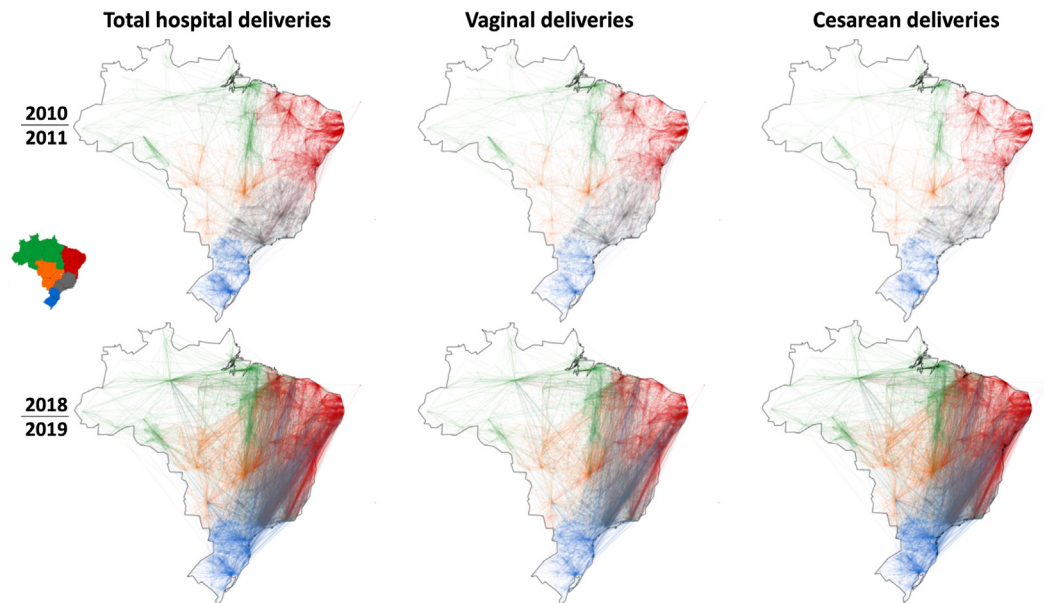 Total hospital deliveries
Vaginal deliveries
Cesarean deliveries
2010
2011
2018
2019